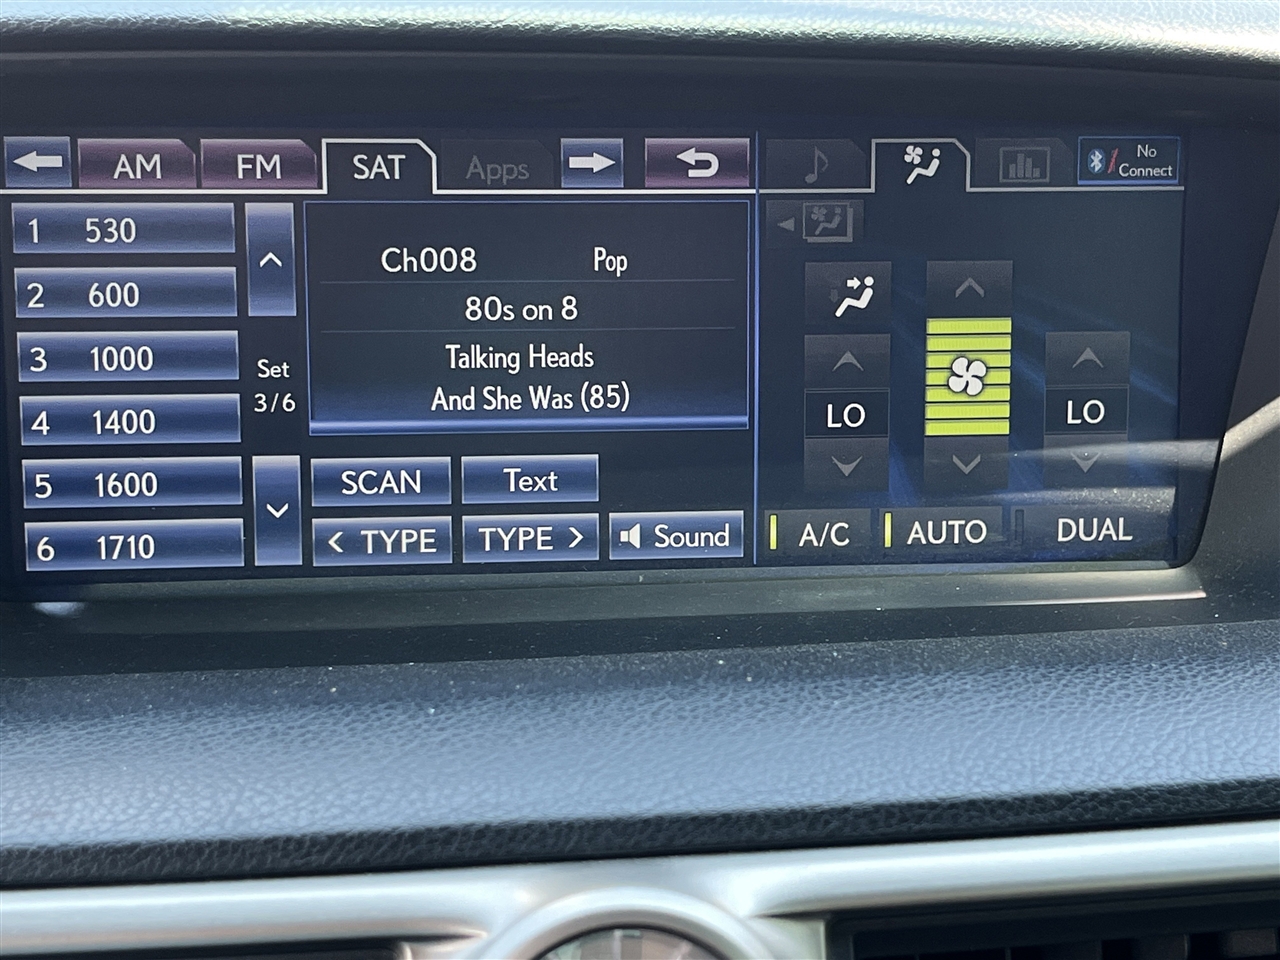 AM
FM
SAT
Apps
No
Connect
1 530
2 600
3 1000
4 1400
5 1600
6 1710
Set
3/6
Ch008 Pop
80s on 8
Talking Heads
And She Was (85)
SCAN
Text
< TYPE
TYPE >
Sound
LO
LO
A/C
AUTO
DUAL